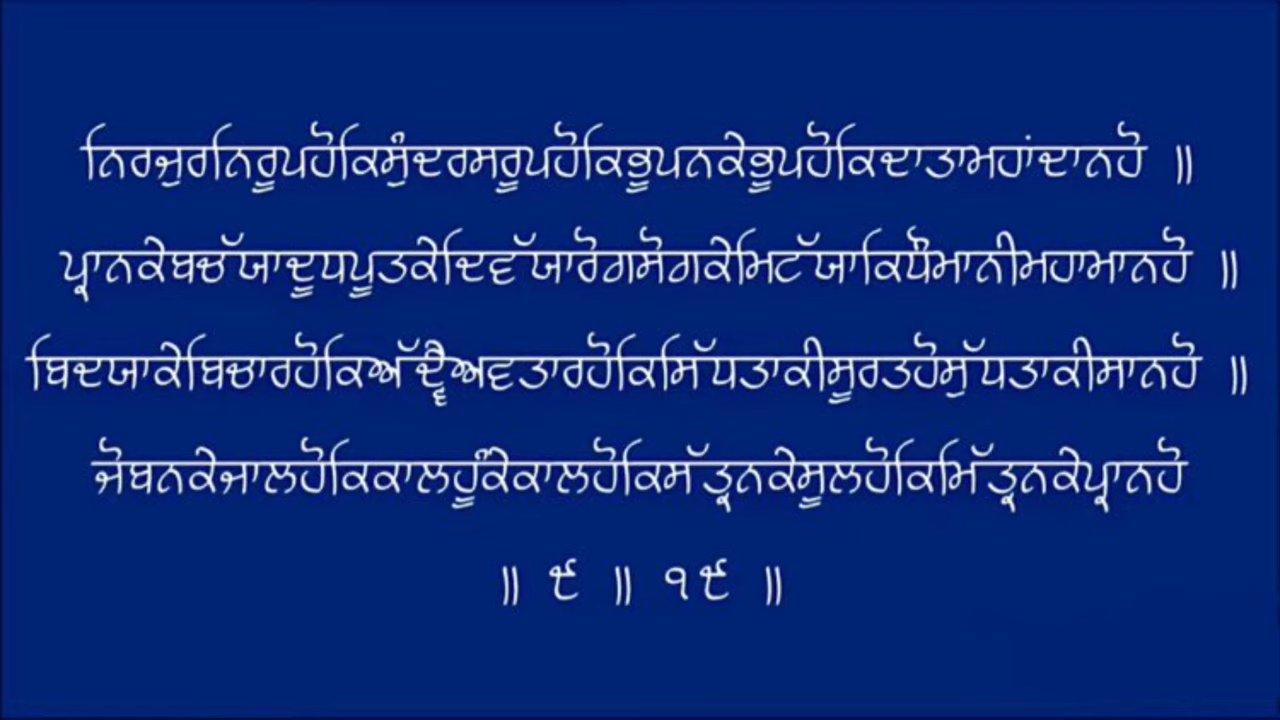 ਨਿਰਜੁਰਨਿਰੂਪਹੋਕਿਸੁੰਦਰਸਰੂਪਹੋਕਿਭੂਪਨਕੇਭੂਪਹੋਕਿਦਾਤਾਮਹਾਂਦਾਨਹੋ ॥
ਪ੍ਰਾਨਕੇਬਚੱਯਾਦੂਧਪੂਤਕੇਦਿਵੱਯਾਰੋਗਸੋਗਕੇਮਿਟੱਯਾਕਿਧੌਮਾਨੀਮਹਾਮਾਨਹੋ ॥
ਬਿਦਯਾਕੇਬਿਚਾਰਹੋਕਿਅੱਦ੍ਵੈਅਵਤਾਰਹੋਕਿਸਿੱਧਤਾਕੀਸੂਰਤਹੋਸੁੱਧਤਾਕੀਸਾਨਹੋ ॥
ਜੋਬਨਕੇਜਾਲਹੋਕਿਕਾਲਹੂੰਕੇਕਾਲਹੋਕਿਸੱਤ੍ਰਨਕੇਸੂਲਹੋਕਿਮਿੱਤ੍ਰਨਕੇਪ੍ਰਾਨਹੋ
॥ ੯ ॥ ੧੯ ॥